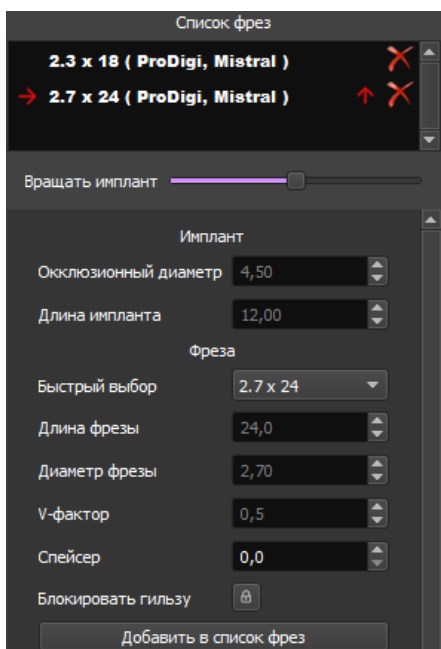 Список фрез
2.3 x 18 ( ProDigi, Mistral )
2.7 x 24 ( ProDigi, Mistral )
Вращать имплант
Имплант
Окклюзионный диаметр 4,50
Длина импланта 12,00
Фреза
Быстрый выбор 2.7 x 24
Длина фрезы 24,0
Диаметр фрезы 2,70
V-фактор 0,5
Спейсер 0,0
Блокировать гильзу
Добавить в список фрез